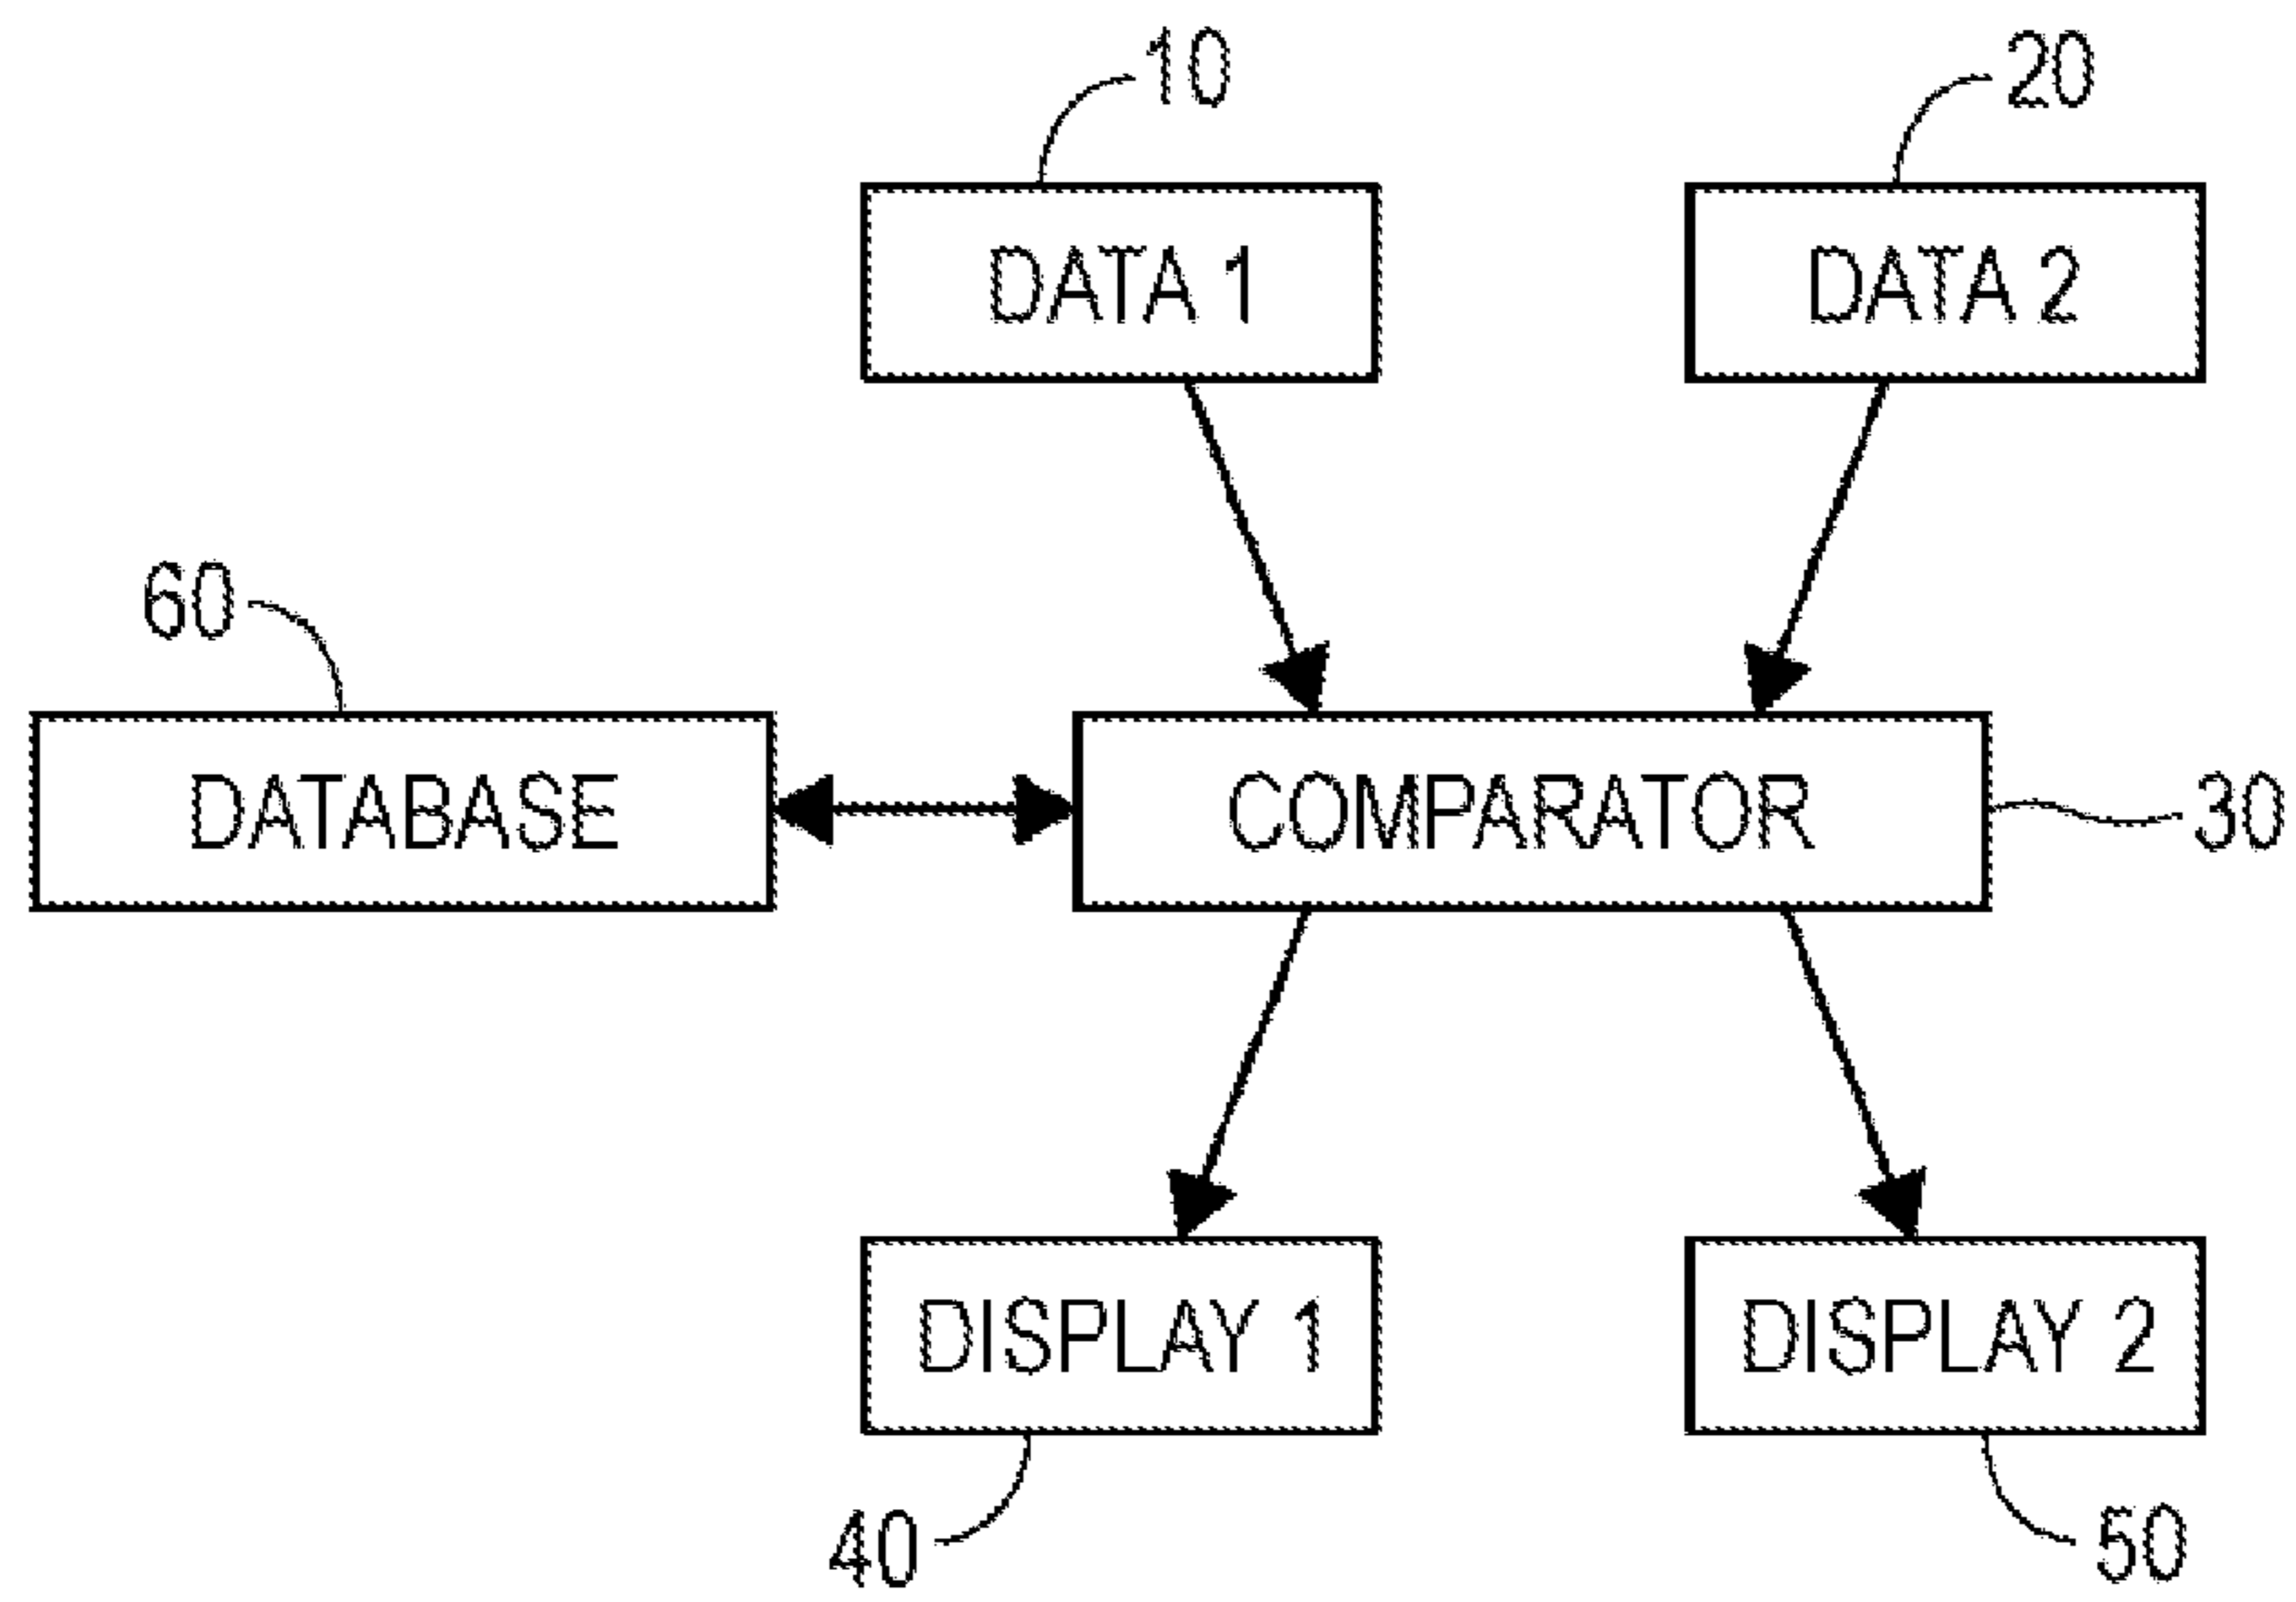 10
20
DATA 1
DATA 2
60
DATABASE
COMPARATOR
30
DISPLAY 1
DISPLAY 2
40
50